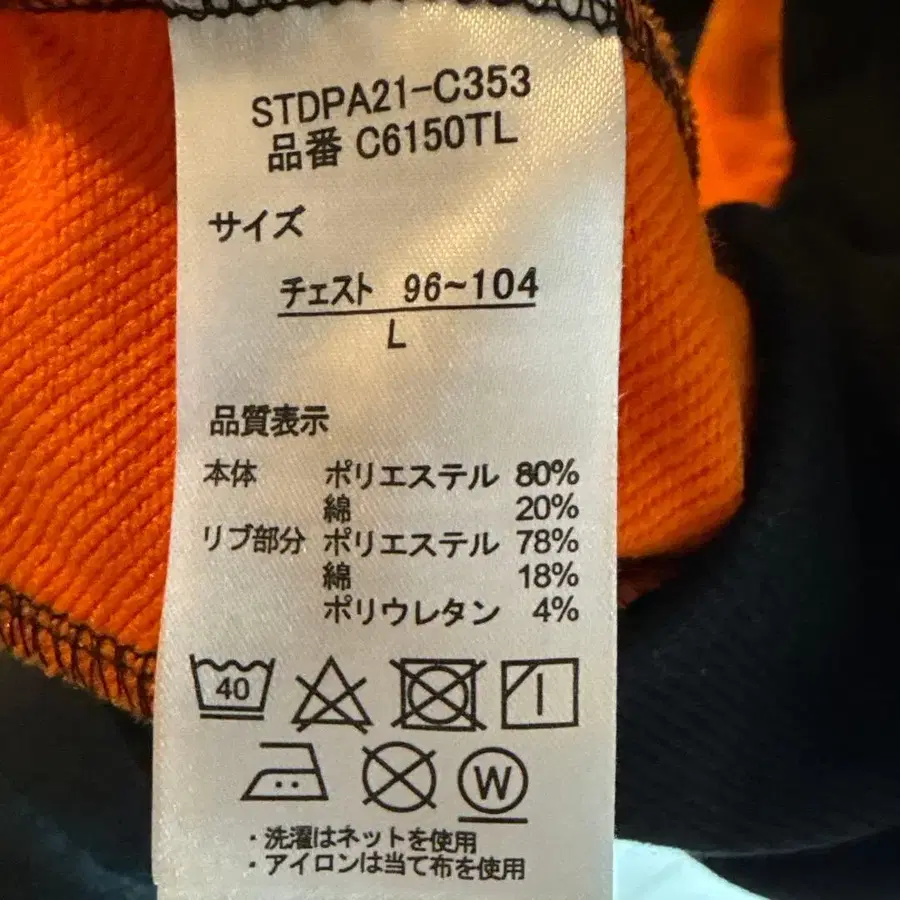 STDPA21-C353
品番 C6150TL
サイズ
チェスト 96~104
L
品質表示
本体 ポリエステル 80%
綿 20%
リブ部分 ポリエステル 78%
綿 18%
ポリウレタン 4%
40
W
・洗濯はネットを使用
・アイロンは当て布を使用